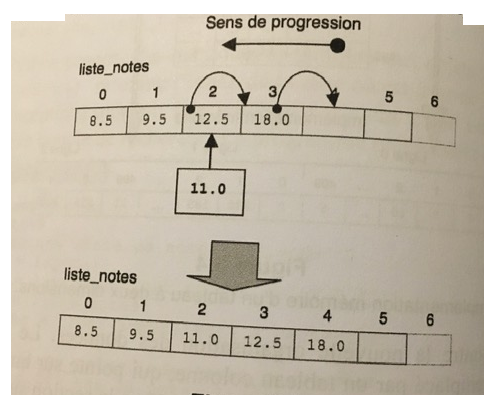 Sens de progression
liste_notes
0 1 2 3 4 5 6
8.5 9.5 12.5 18.0
11.0
liste_notes
0 1 2 3 4 5 6
8.5 9.5 11.0 12.5 18.0